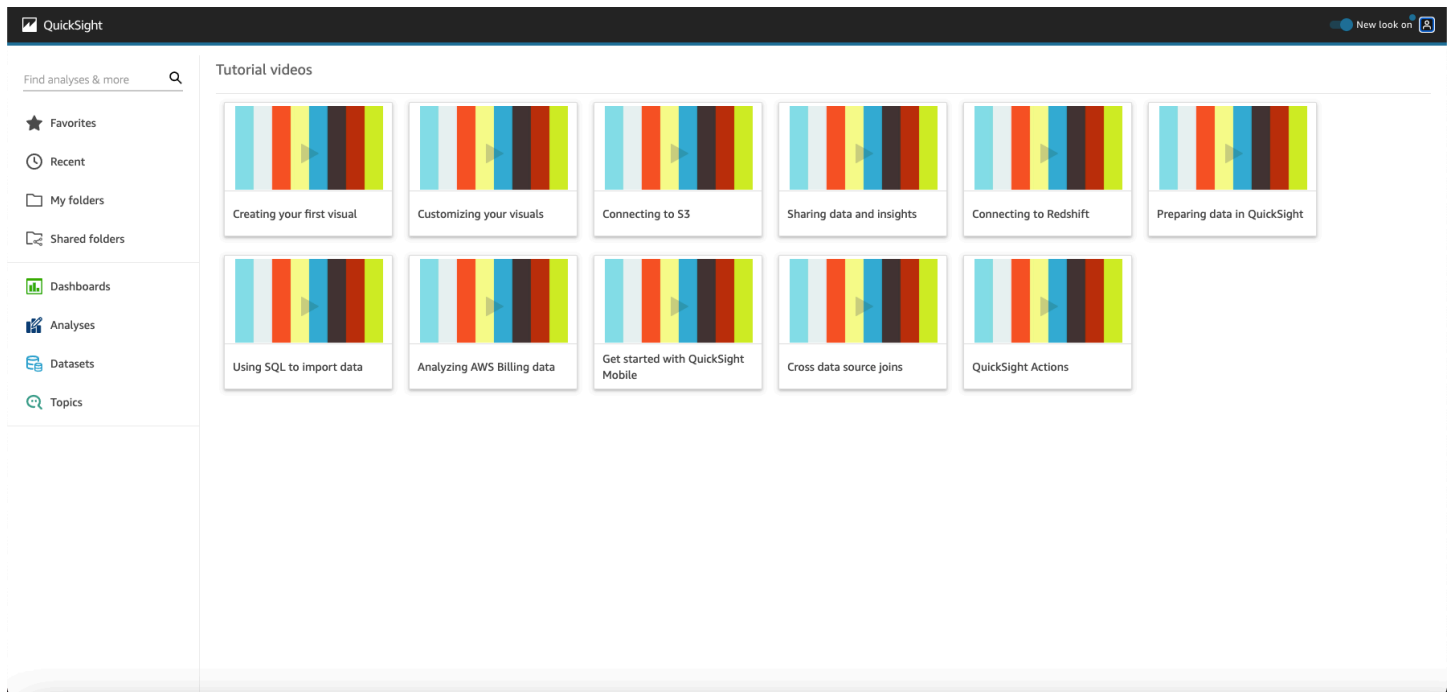 QuickSight
New look on
Find analyses & more
Favorites
Recent
My folders
Shared folders
Dashboards
Analyses
Datasets
Topics
Tutorial videos
Creating your first visual
Customizing your visuals
Connecting to S3
Sharing data and insights
Connecting to Redshift
Preparing data in QuickSight
Using SQL to import data
Analyzing AWS Billing data
Get started with QuickSight
Mobile
Cross data source joins
QuickSight Actions